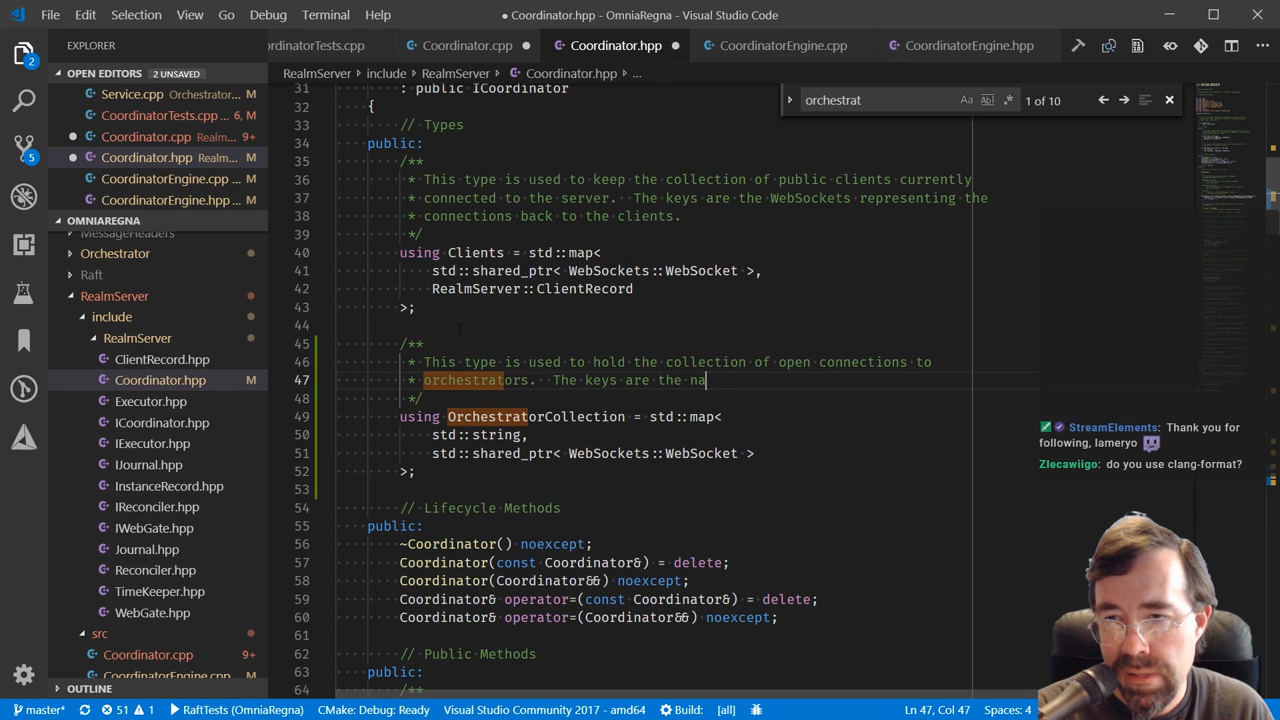 File Edit Selection View Go Debug Terminal Help
● Coordinator.hpp - OmniaRegna - Visual Studio Code
EXPLORER
rdinatorTests.cpp Coordinator.cpp ● Coordinator.hpp ● CoordinatorEngine.cpp CoordinatorEngine.hpp
OPEN EDITORS 2 UNSAVED
RealmServer > include > RealmServer > Coordinator.hpp > ...
Service.cpp Orchestrator... M
CoordinatorTests.cpp ... 6, M
Coordinator.cpp Realm... 9+
Coordinator.hpp Real... M
CoordinatorEngine.cpp ... M
CoordinatorEngine.hpp ... M
OMNIAREGNA
MessageHeaders
Orchestrator
Raft
RealmServer
include
RealmServer
ClientRecord.hpp
Coordinator.hpp M
Executor.hpp
ICoordinator.hpp
IExecutor.hpp
IJournal.hpp
InstanceRecord.hpp
IReconciler.hpp
IWebGate.hpp
Journal.hpp
Reconciler.hpp
TimeKeeper.hpp
WebGate.hpp
src
Coordinator.cpp 9+
CoordinatorEngine.cpp M
OUTLINE
2
5
orchestrat Aa Abl .* 1 of 10
31 : public ICoordinator
32 {
33 // Types
34 public:
35 /**
36 * This type is used to keep the collection of public clients currently
37 * connected to the server.  The keys are the WebSockets representing the
38 * connections back to the clients.
39 */
40 using Clients = std::map<
41 std::shared_ptr< WebSockets::WebSocket >,
42 RealmServer::ClientRecord
43 >;
44
45 /**
46 * This type is used to hold the collection of open connections to
47 * orchestrators.  The keys are the na
48 */
49 using OrchestratorCollection = std::map<
50 std::string,
51 std::shared_ptr< WebSockets::WebSocket >
52 >;
53
54 // Lifecycle Methods
55 public:
56 ~Coordinator() noexcept;
57 Coordinator(const Coordinator&) = delete;
58 Coordinator(Coordinator&&) noexcept;
59 Coordinator& operator=(const Coordinator&) = delete;
60 Coordinator& operator=(Coordinator&&) noexcept;
61
62 // Public Methods
63 public:
64 /**
StreamElements: Thank you for
following, lameryo
Zlecawiigo: do you use clang-format?
master* 51 1 RaftTests (OmniaRegna) CMake: Debug: Ready Visual Studio Community 2017 - amd64 Build: [all] Ln 47, Col 47 Spaces: 4